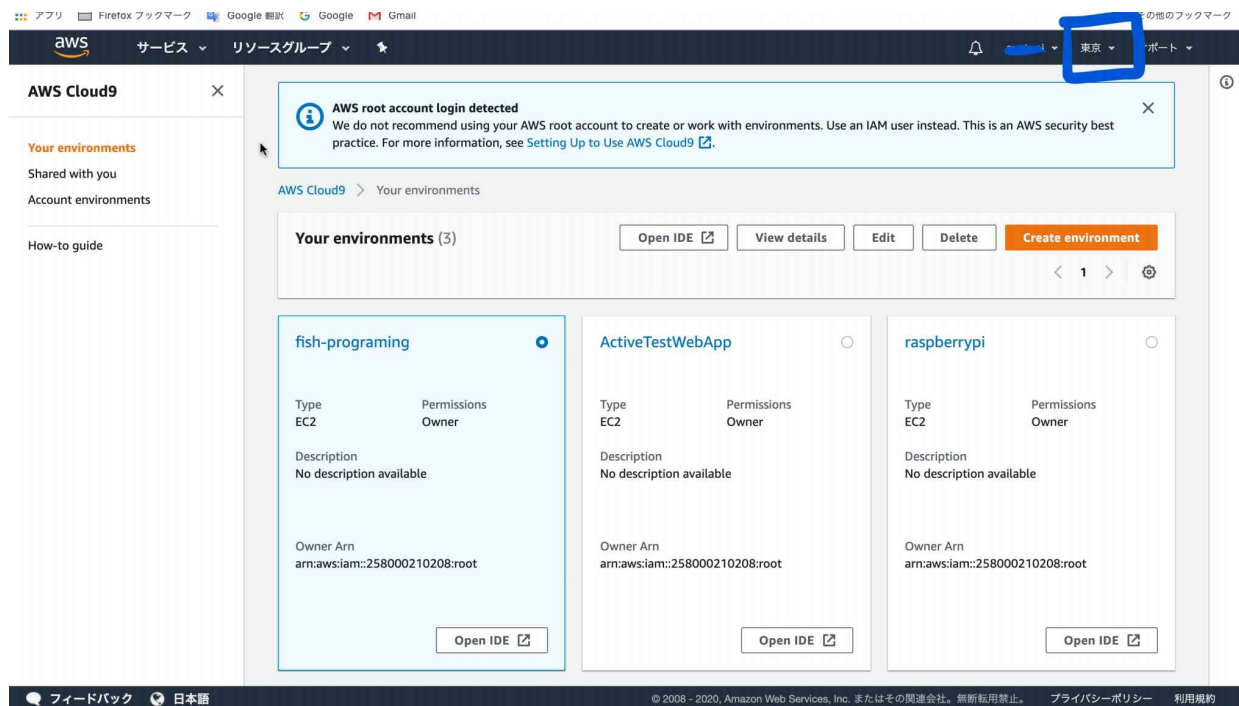 アプリ Firefox ブックマーク Google 翻訳 Google Gmail その他のブックマーク
aws サービス リソースグループ 東京 サポート
AWS Cloud9
Your environments
Shared with you
Account environments
How-to guide
AWS root account login detected
We do not recommend using your AWS root account to create or work with environments. Use an IAM user instead. This is an AWS security best
practice. For more information, see Setting Up to Use AWS Cloud9.
AWS Cloud9 > Your environments
Your environments (3) Open IDE View details Edit Delete Create environment
< 1 >
fish-programing
Type Permissions
EC2 Owner
Description
No description available
Owner Arn
arn:aws:iam::258000210208:root
Open IDE
ActiveTestWebApp
Type Permissions
EC2 Owner
Description
No description available
Owner Arn
arn:aws:iam::258000210208:root
Open IDE
raspberrypi
Type Permissions
EC2 Owner
Description
No description available
Owner Arn
arn:aws:iam::258000210208:root
Open IDE
フィードバック 日本語 © 2008 - 2020, Amazon Web Services, Inc. またはその関連会社。無断転用禁止。 プライバシーポリシー 利用規約